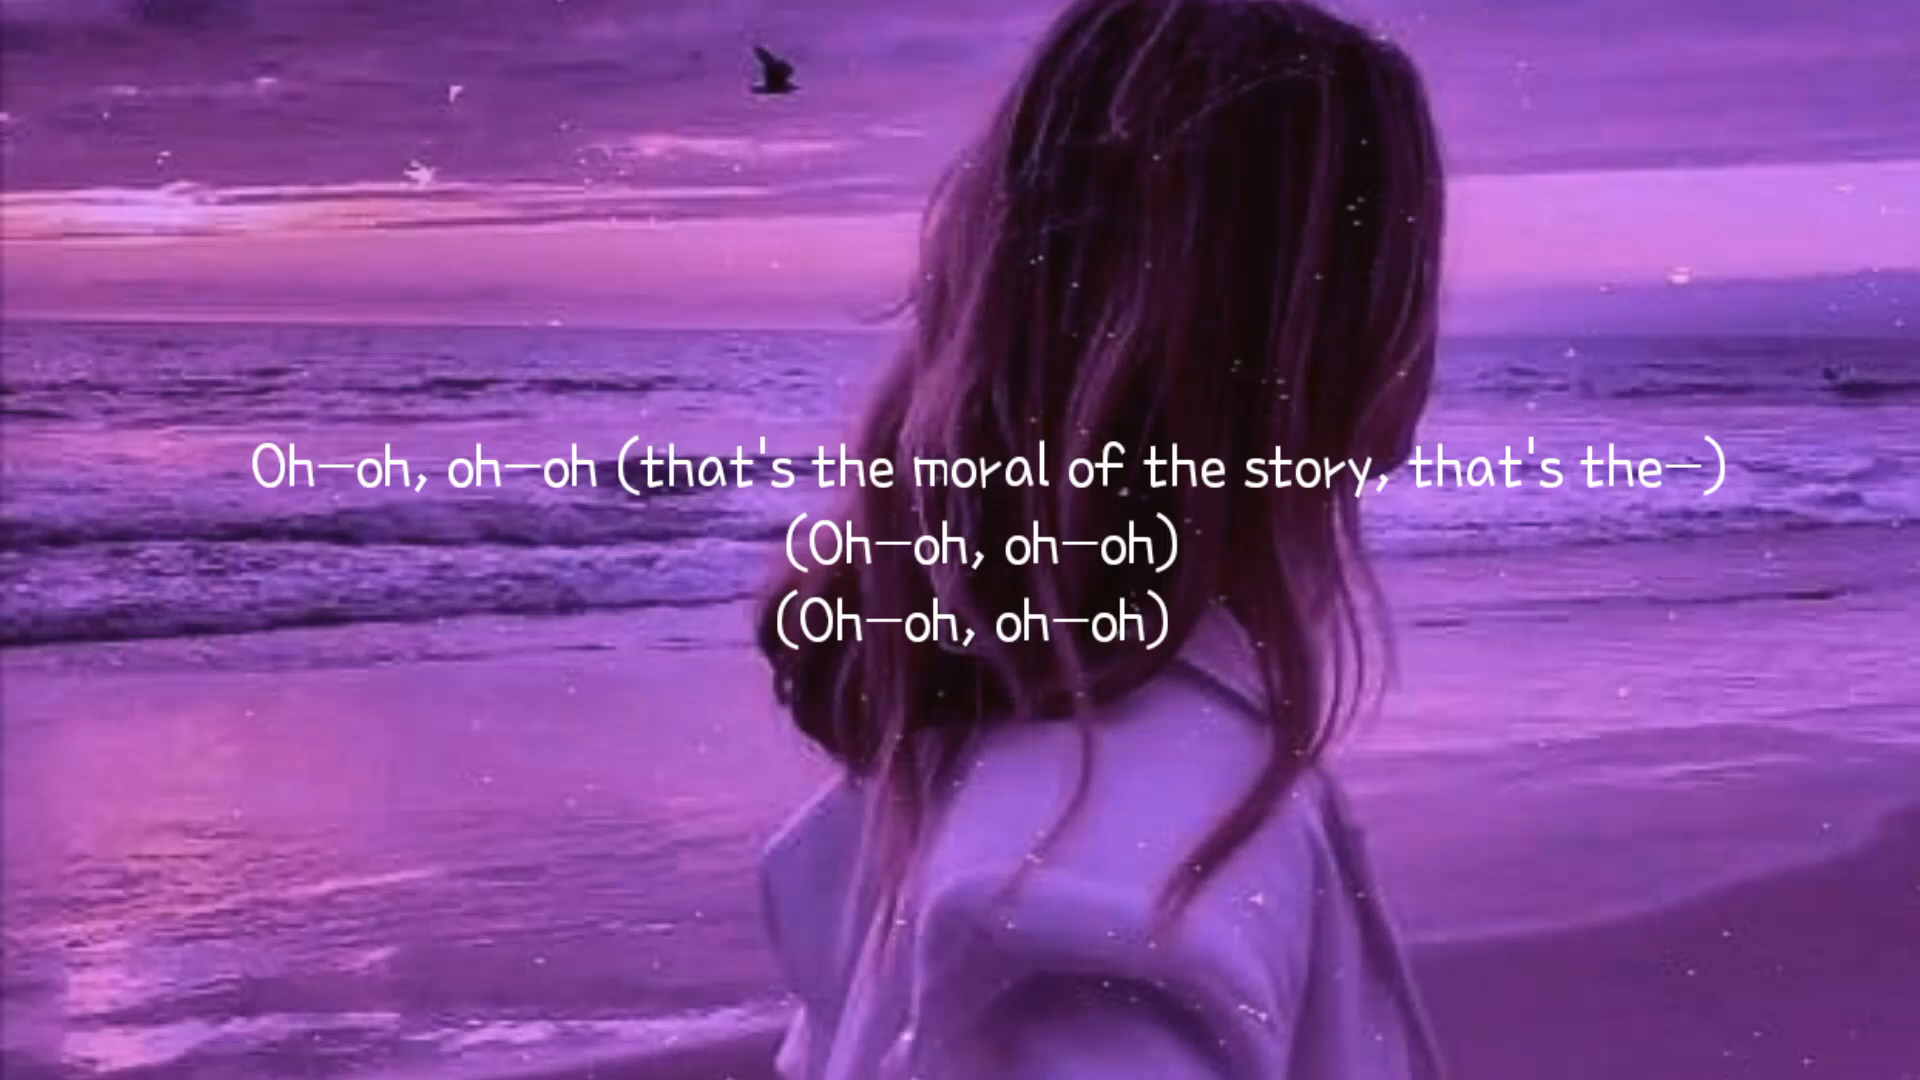 Oh-oh, oh-oh (that's the moral of the story, that's the-)
(Oh-oh, oh-oh)
(Oh-oh, oh-oh)